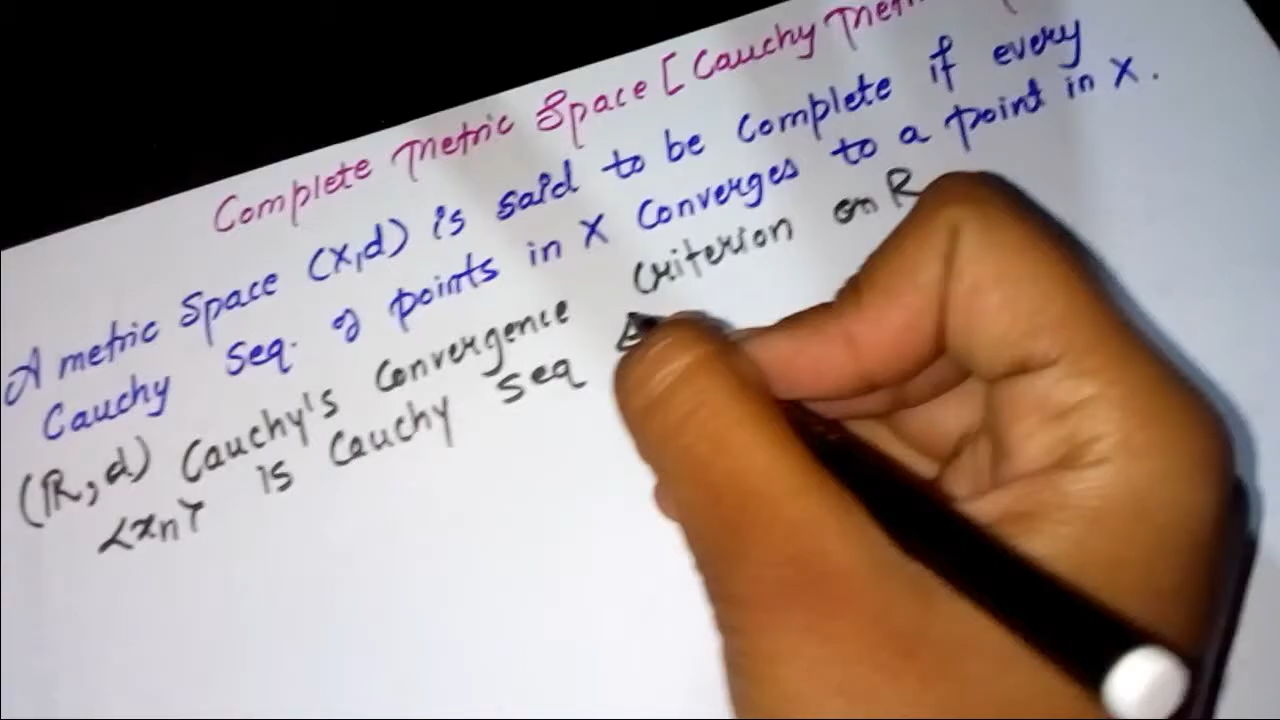 Complete Metric Space [Cauchy
A metric Space (X,d) is said to be complete if every
Cauchy seq. of points in X converges to a point in X.
(R, d) Cauchy's convergence criterion on R
<xn> is Cauchy seq